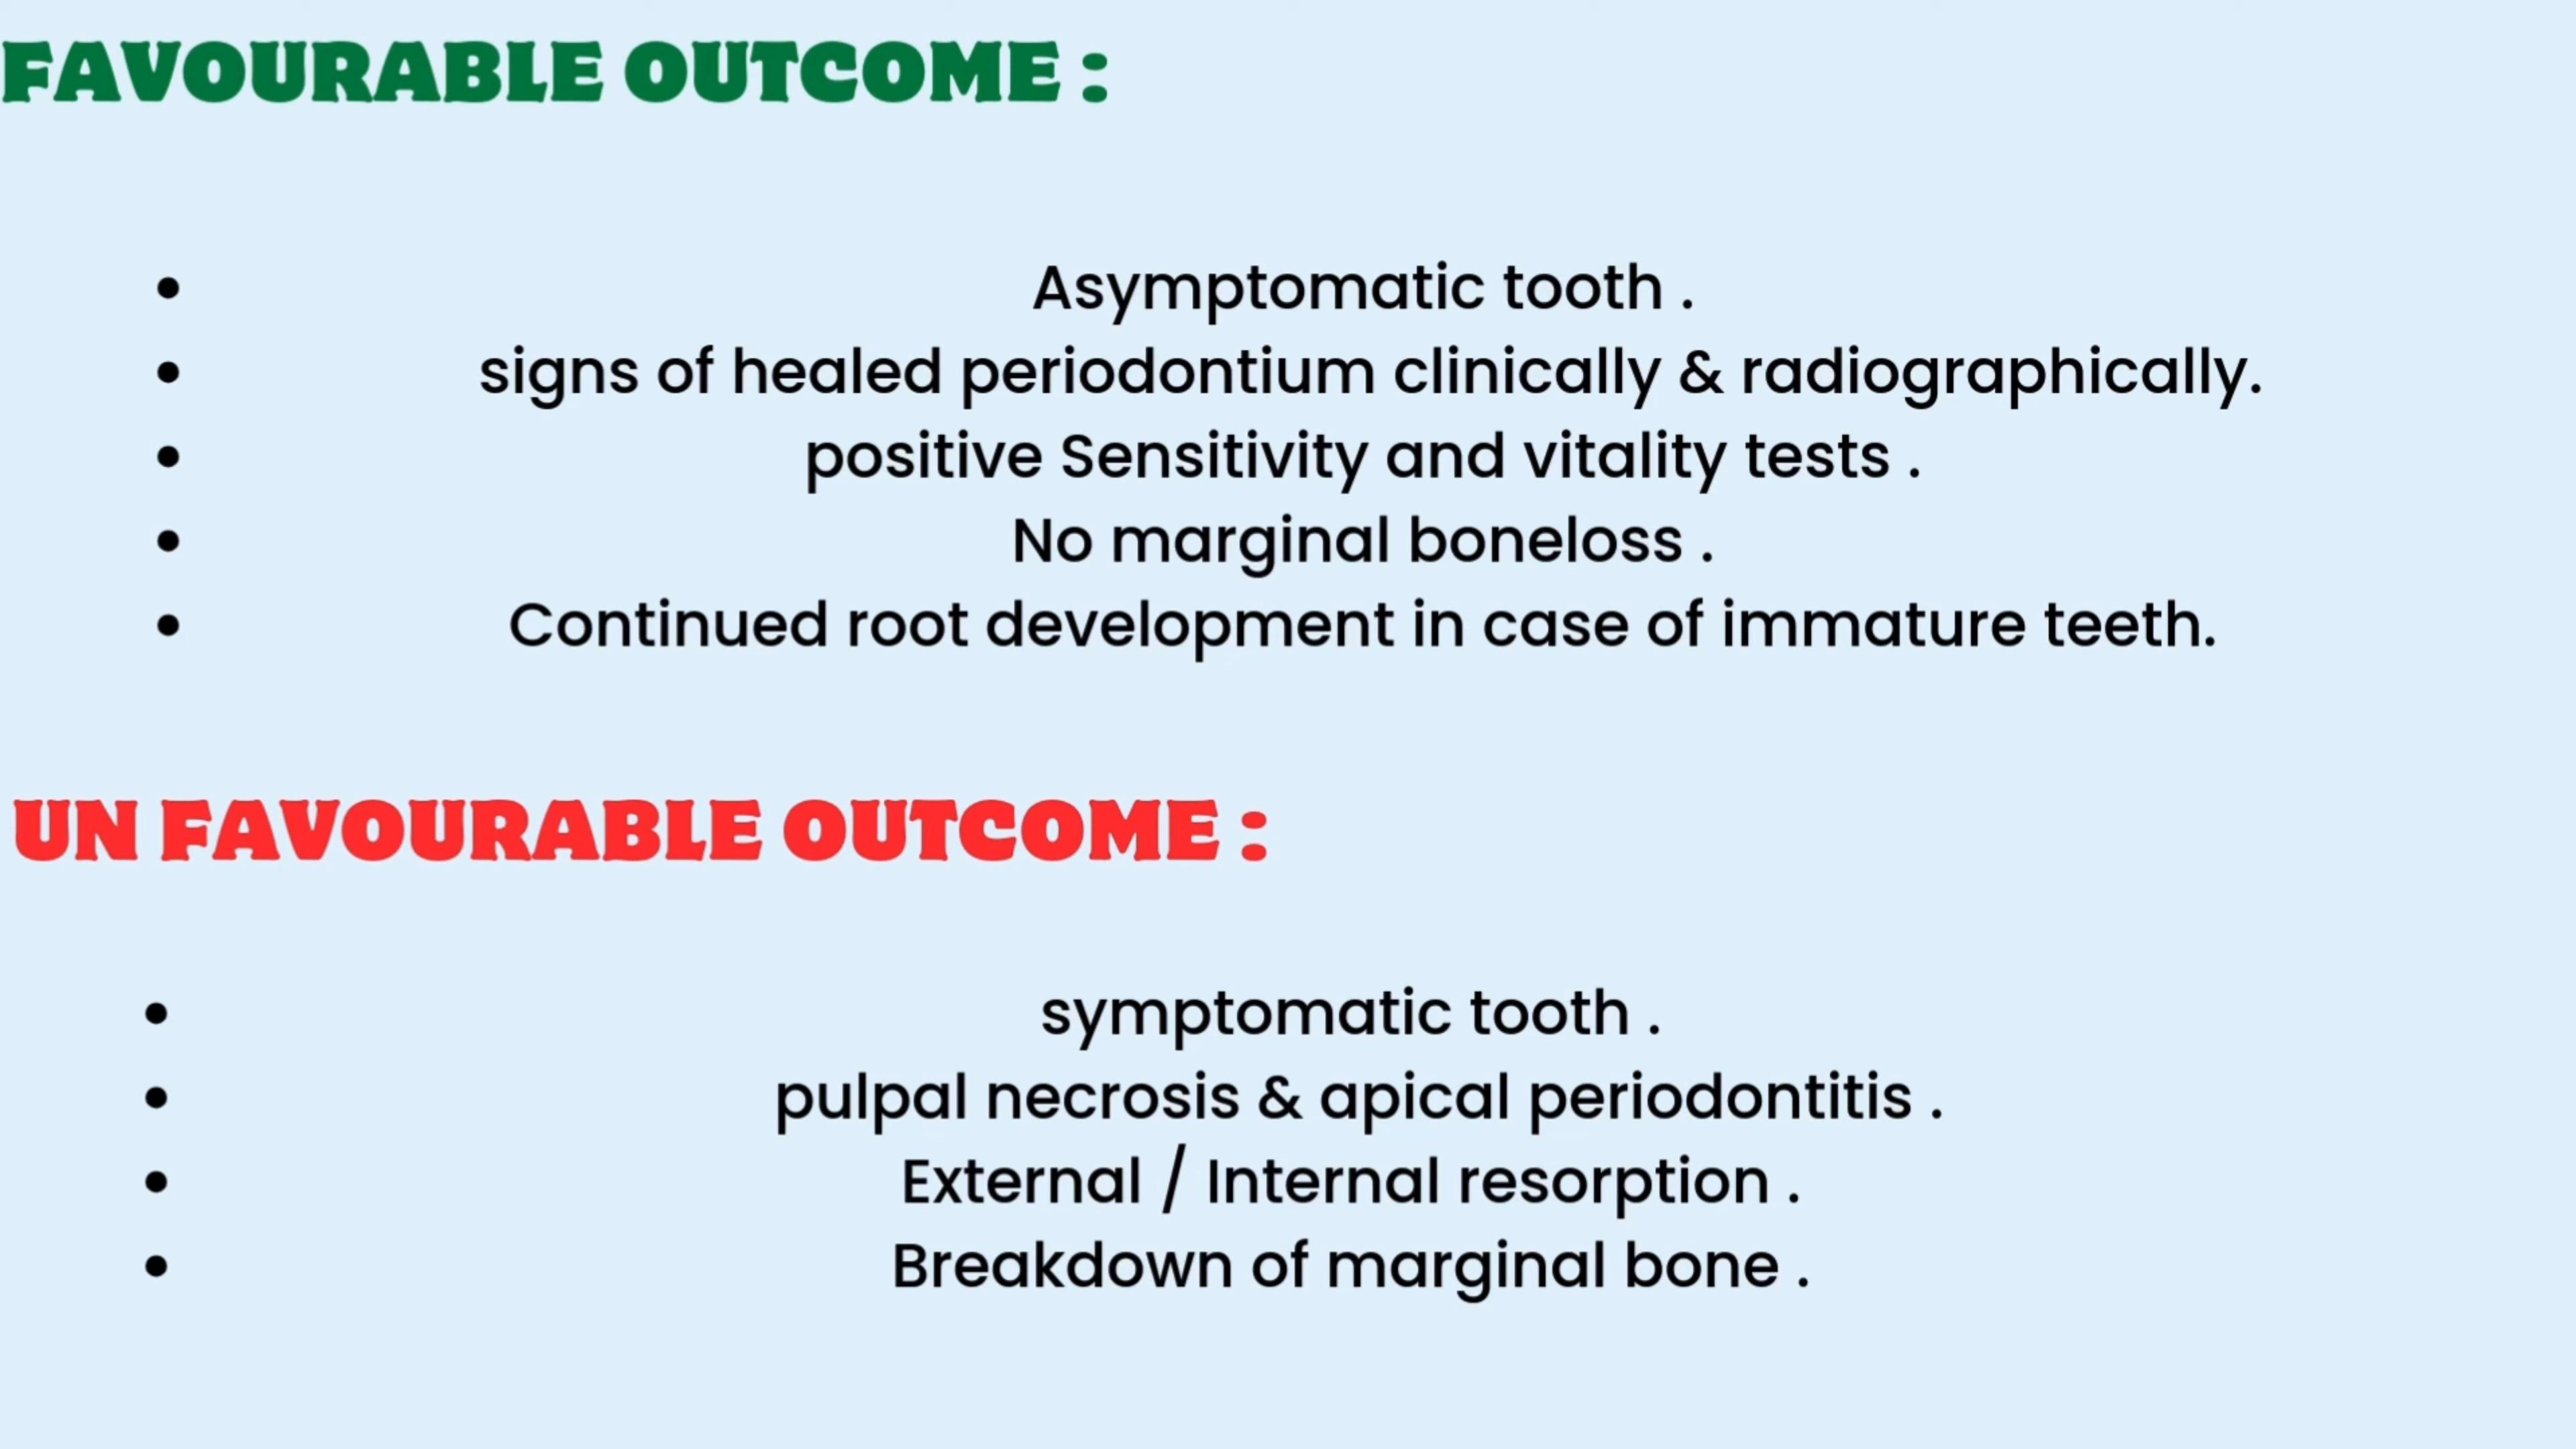 FAVOURABLE OUTCOME :
• Asymptomatic tooth .
• signs of healed periodontium clinically & radiographically.
• positive Sensitivity and vitality tests .
• No marginal boneloss .
• Continued root development in case of immature teeth.
UN FAVOURABLE OUTCOME :
• symptomatic tooth .
• pulpal necrosis & apical periodontitis .
• External / Internal resorption .
• Breakdown of marginal bone .